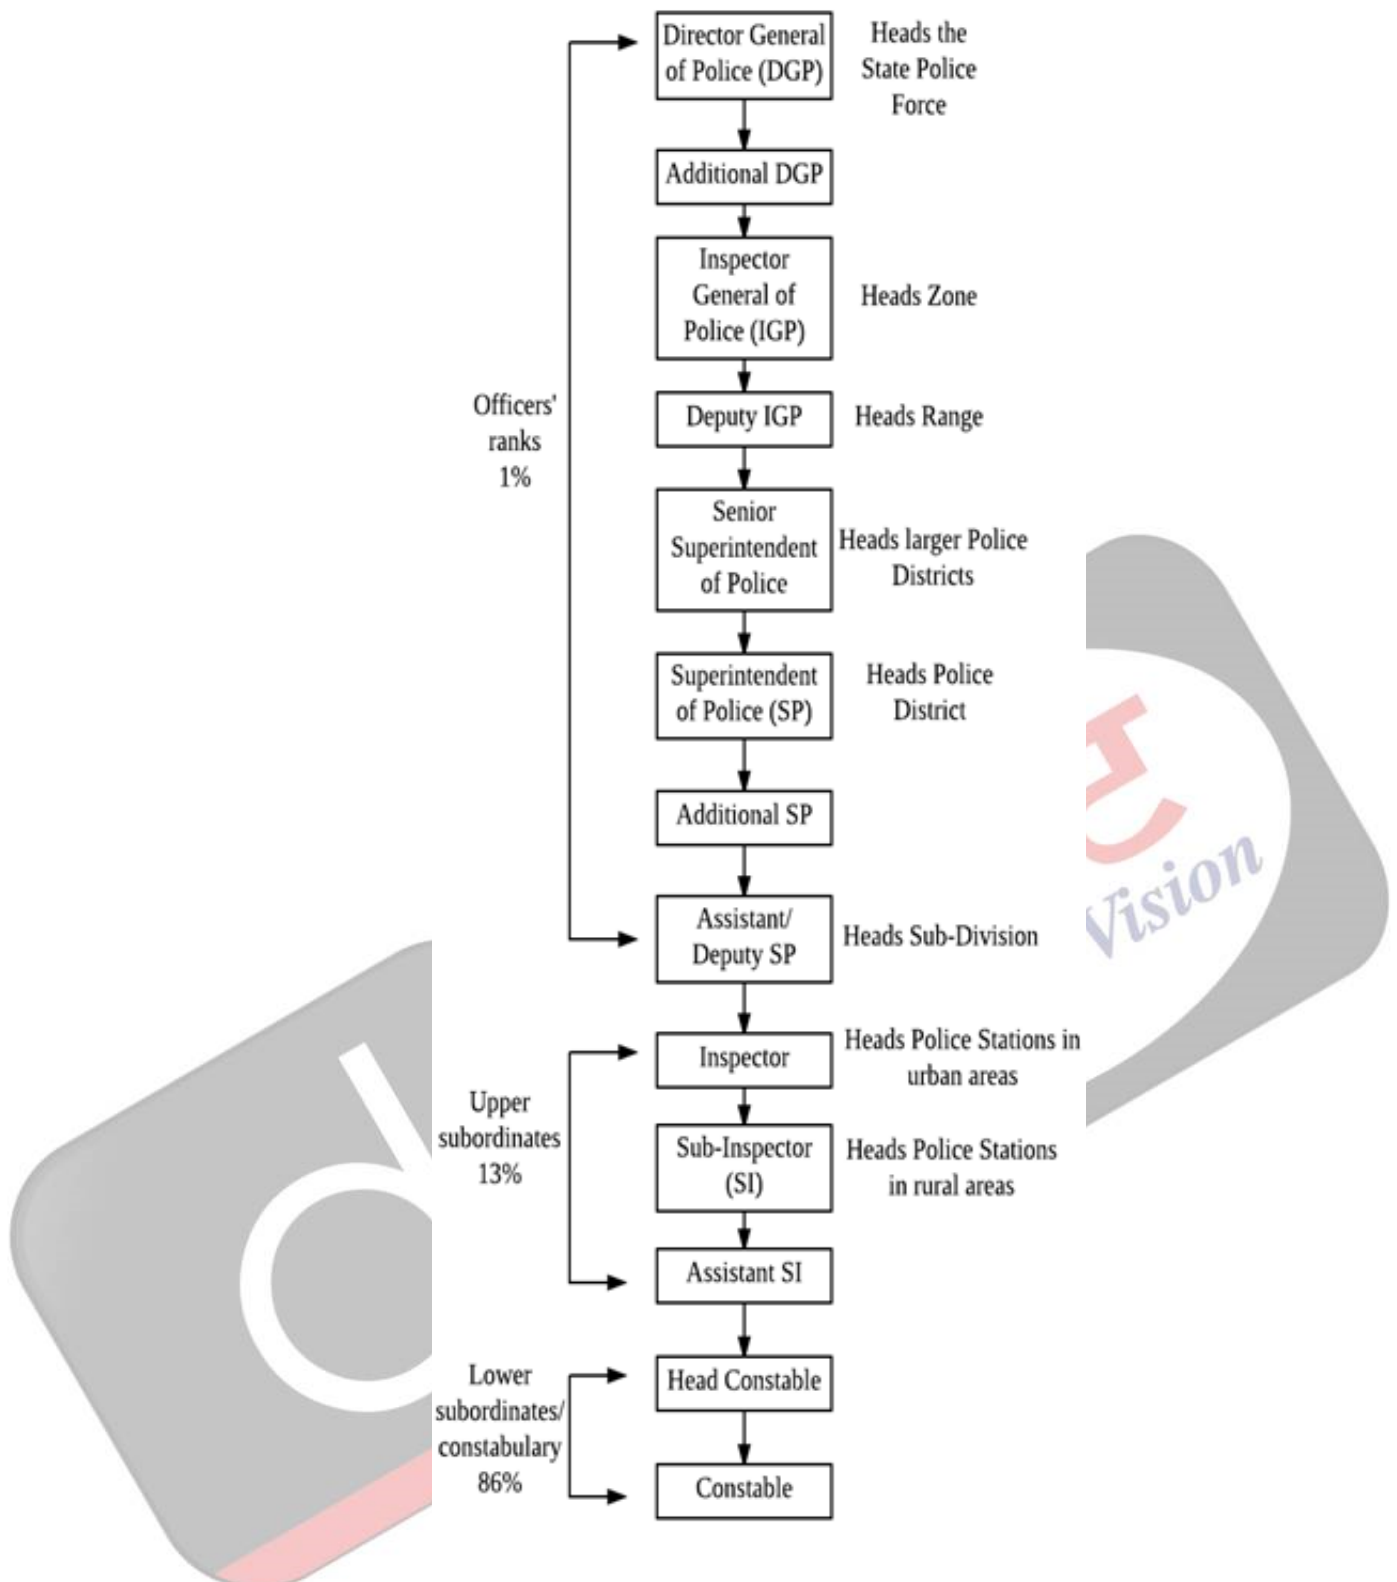 Director General
of Police (DGP)
Heads the
State Police
Force
Additional DGP
Inspector
General of
Police (IGP)
Heads Zone
Officers'
ranks
1%
Deputy IGP
Heads Range
Senior
Superintendent
of Police
Heads larger Police
Districts
Superintendent
of Police (SP)
Heads Police
District
Additional SP
Assistant/
Deputy SP
Heads Sub-Division
Vision
Inspector
Heads Police Stations in
urban areas
Upper
subordinates
13%
Sub-Inspector
(SI)
Heads Police Stations
in rural areas
Assistant SI
Lower
subordinates/
constabulary
86%
Head Constable
Constable